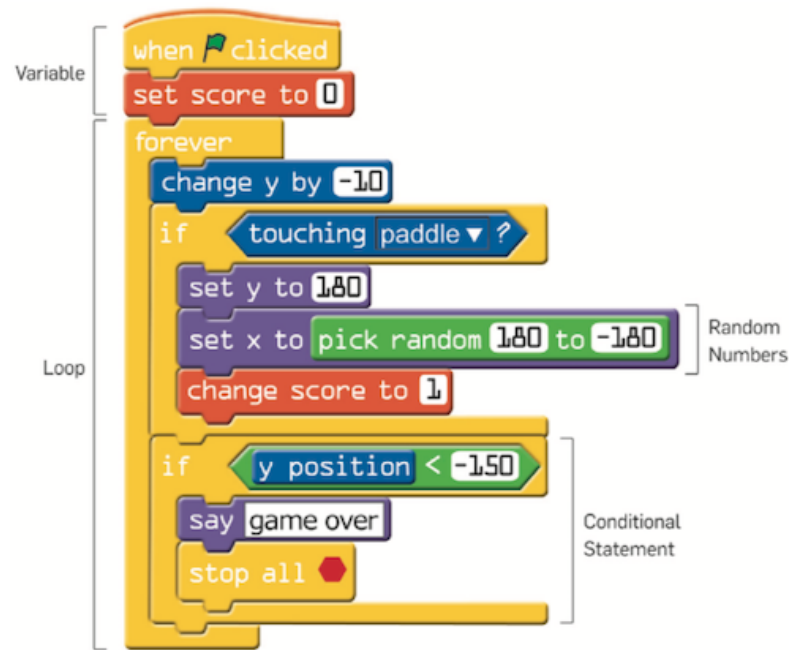 when clicked
Variable
set score to 0
forever
change y by -10
if touching paddle ?
set y to 180
set x to pick random 180 to -180
Random
Numbers
Loop
change score to 1
if y position < -150
say game over
Conditional
Statement
stop all